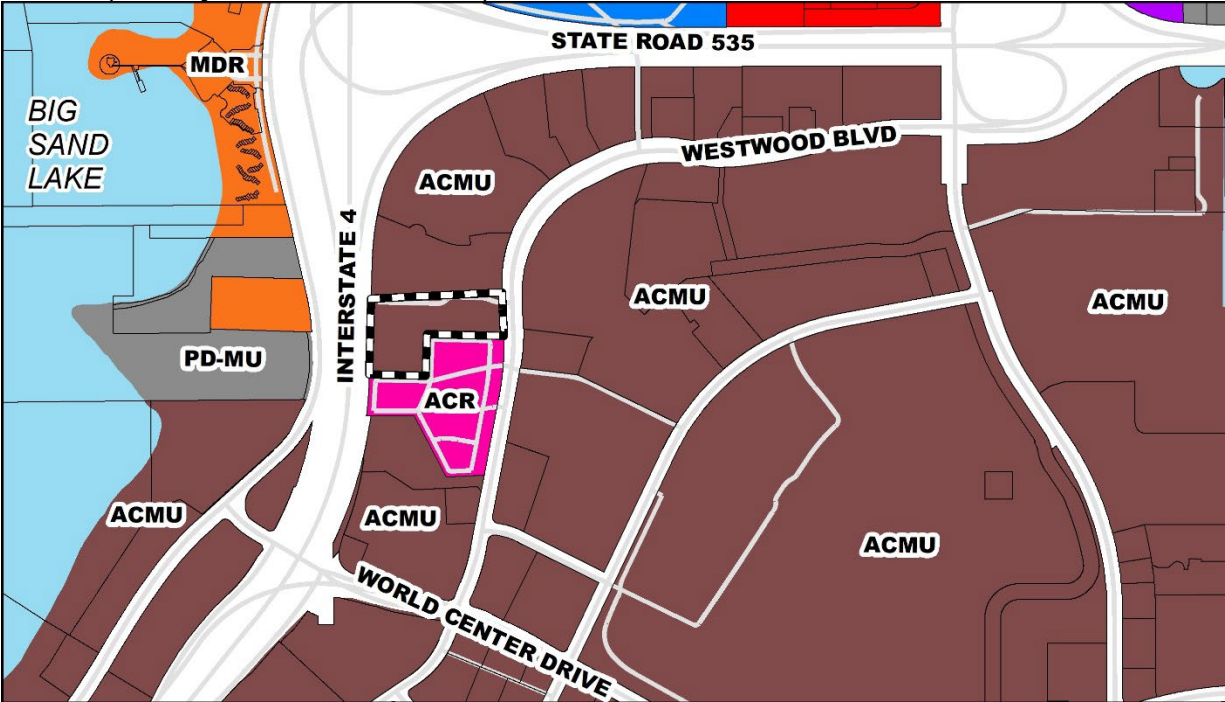 STATE ROAD 535
MDR
BIG
SAND
LAKE
WESTWOOD BLVD
ACMU
INTERSTATE 4
ACMU
ACMU
PD-MU
ACR
ACMU
ACMU
ACMU
WORLD CENTER DRIVE